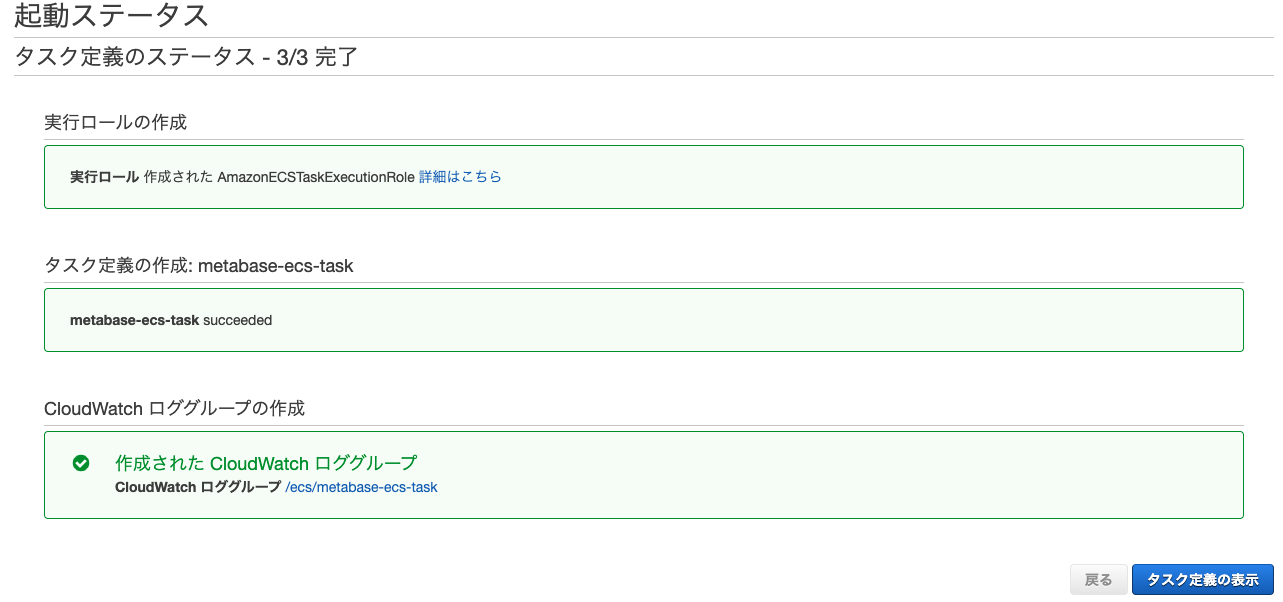 起動ステータス
タスク定義のステータス - 3/3 完了
実行ロールの作成
実行ロール 作成された AmazonECSTaskExecutionRole 詳細はこちら
タスク定義の作成: metabase-ecs-task
metabase-ecs-task succeeded
CloudWatch ロググループの作成
作成された CloudWatch ロググループ
CloudWatch ロググループ /ecs/metabase-ecs-task
戻る タスク定義の表示